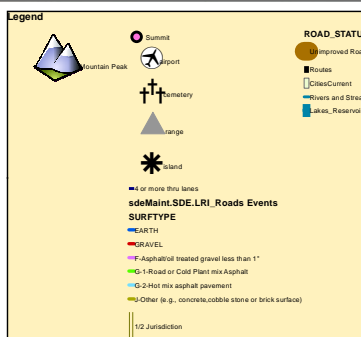 Legend
Mountain Peak
Summit
airport
cemetery
range
island
4 or more thru lanes
sdeMaint.SDE.LRI_Roads Events
SURFTYPE
EARTH
GRAVEL
F-Asphalt/oil treated gravel less than 1"
G-1-Road or Cold Plant mix Asphalt
G-2-Hot mix asphalt pavement
J-Other (e.g., concrete,cobble stone or brick surface)
1/2 Jurisdiction
ROAD_STATU
Unimproved Roa
Routes
CitiesCurrent
Rivers and Strea
Lakes_Reservoi